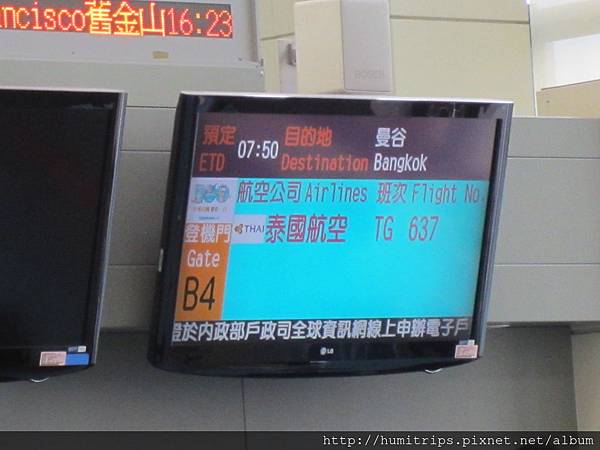 ancisco舊金山16:23
BOSE
預定 07:50 目的地 曼谷
ETD Destination Bangkok
航空公司 Airlines 班次 Flight No.
登機門 THAI 泰國航空 TG 637
Gate
B4
證於內政部戶政司全球資訊網線上申辦電子戶
LG
http://humitrips.pixnet.net/album